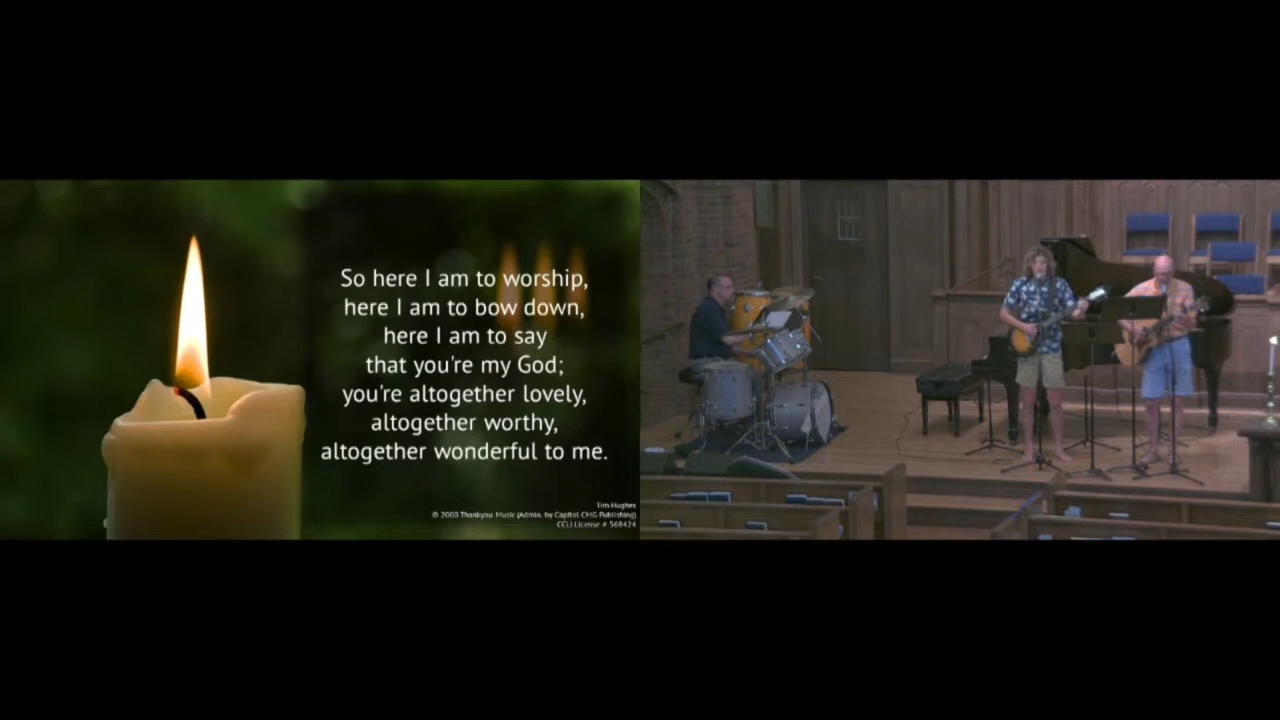 So here I am to worship,
here I am to bow down,
here I am to say
that you're my God;
you're altogether lovely,
altogether worthy,
altogether wonderful to me.
Tim Hughes
© 2000 Thankyou Music (Admin. by Capitol CMG Publishing)
CCLI License # 568424